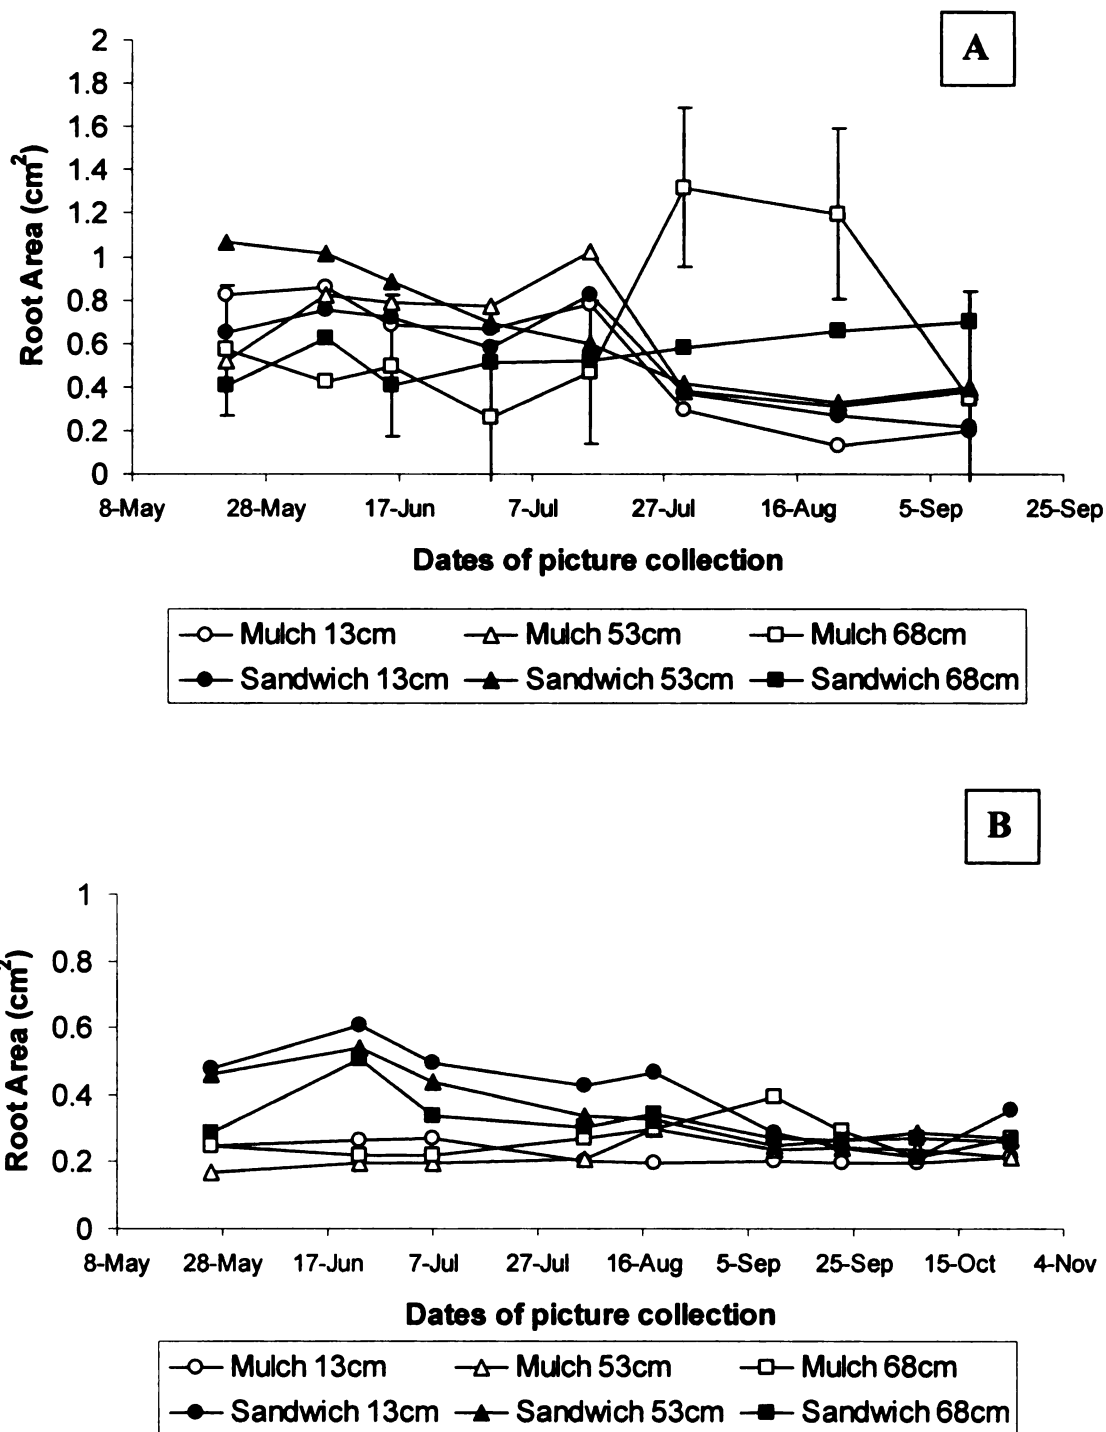 A
2
1.8
1.6
1.4
1.2
1
0.8
0.6
0.4
0.2
0
Root Area (cm²)
8-May 28-May 17-Jun 7-Jul 27-Jul 16-Aug 5-Sep 25-Sep
Dates of picture collection
Mulch 13cm Mulch 53cm Mulch 68cm
Sandwich 13cm Sandwich 53cm Sandwich 68cm
B
1
0.8
0.6
0.4
0.2
0
Root Area (cm²)
8-May 28-May 17-Jun 7-Jul 27-Jul 16-Aug 5-Sep 25-Sep 15-Oct 4-Nov
Dates of picture collection
Mulch 13cm Mulch 53cm Mulch 68cm
Sandwich 13cm Sandwich 53cm Sandwich 68cm